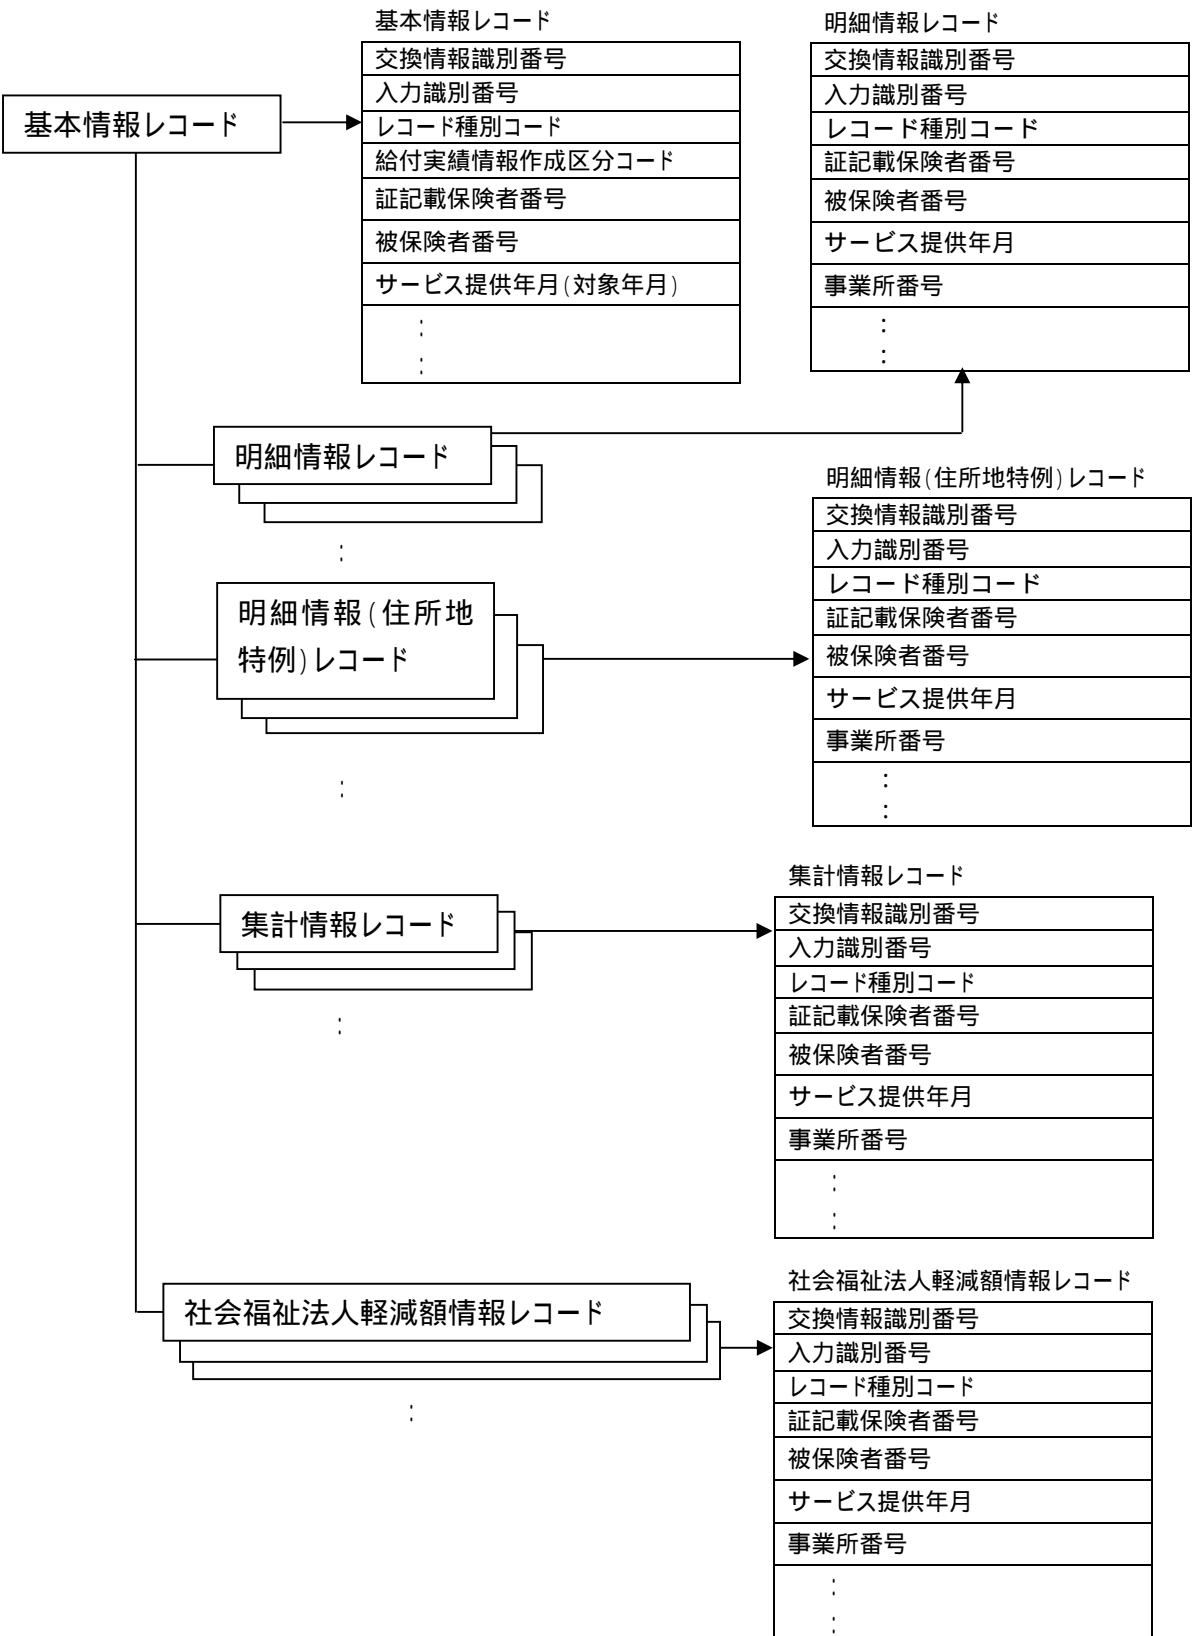 基本情報レコード
交換情報識別番号
入力識別番号
レコード種別コード
給付実績情報作成区分コード
証記載保険者番号
被保険者番号
サービス提供年月(対象年月)
:
:
明細情報レコード
交換情報識別番号
入力識別番号
レコード種別コード
証記載保険者番号
被保険者番号
サービス提供年月
事業所番号
:
:
基本情報レコード
明細情報レコード
:
明細情報(住所地特例)レコード
交換情報識別番号
入力識別番号
レコード種別コード
証記載保険者番号
被保険者番号
サービス提供年月
事業所番号
:
:
明細情報(住所地
特例)レコード
:
集計情報レコード
交換情報識別番号
入力識別番号
レコード種別コード
証記載保険者番号
被保険者番号
サービス提供年月
事業所番号
:
:
集計情報レコード
:
社会福祉法人軽減額情報レコード
交換情報識別番号
入力識別番号
レコード種別コード
証記載保険者番号
被保険者番号
サービス提供年月
事業所番号
:
:
社会福祉法人軽減額情報レコード
: